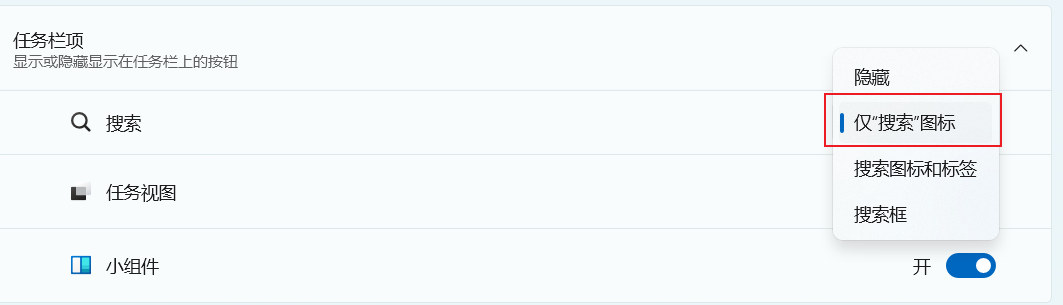 任务栏项
显示或隐藏显示在任务栏上的按钮
隐藏
搜索
仅"搜索"图标
搜索图标和标签
任务视图
搜索框
小组件
开